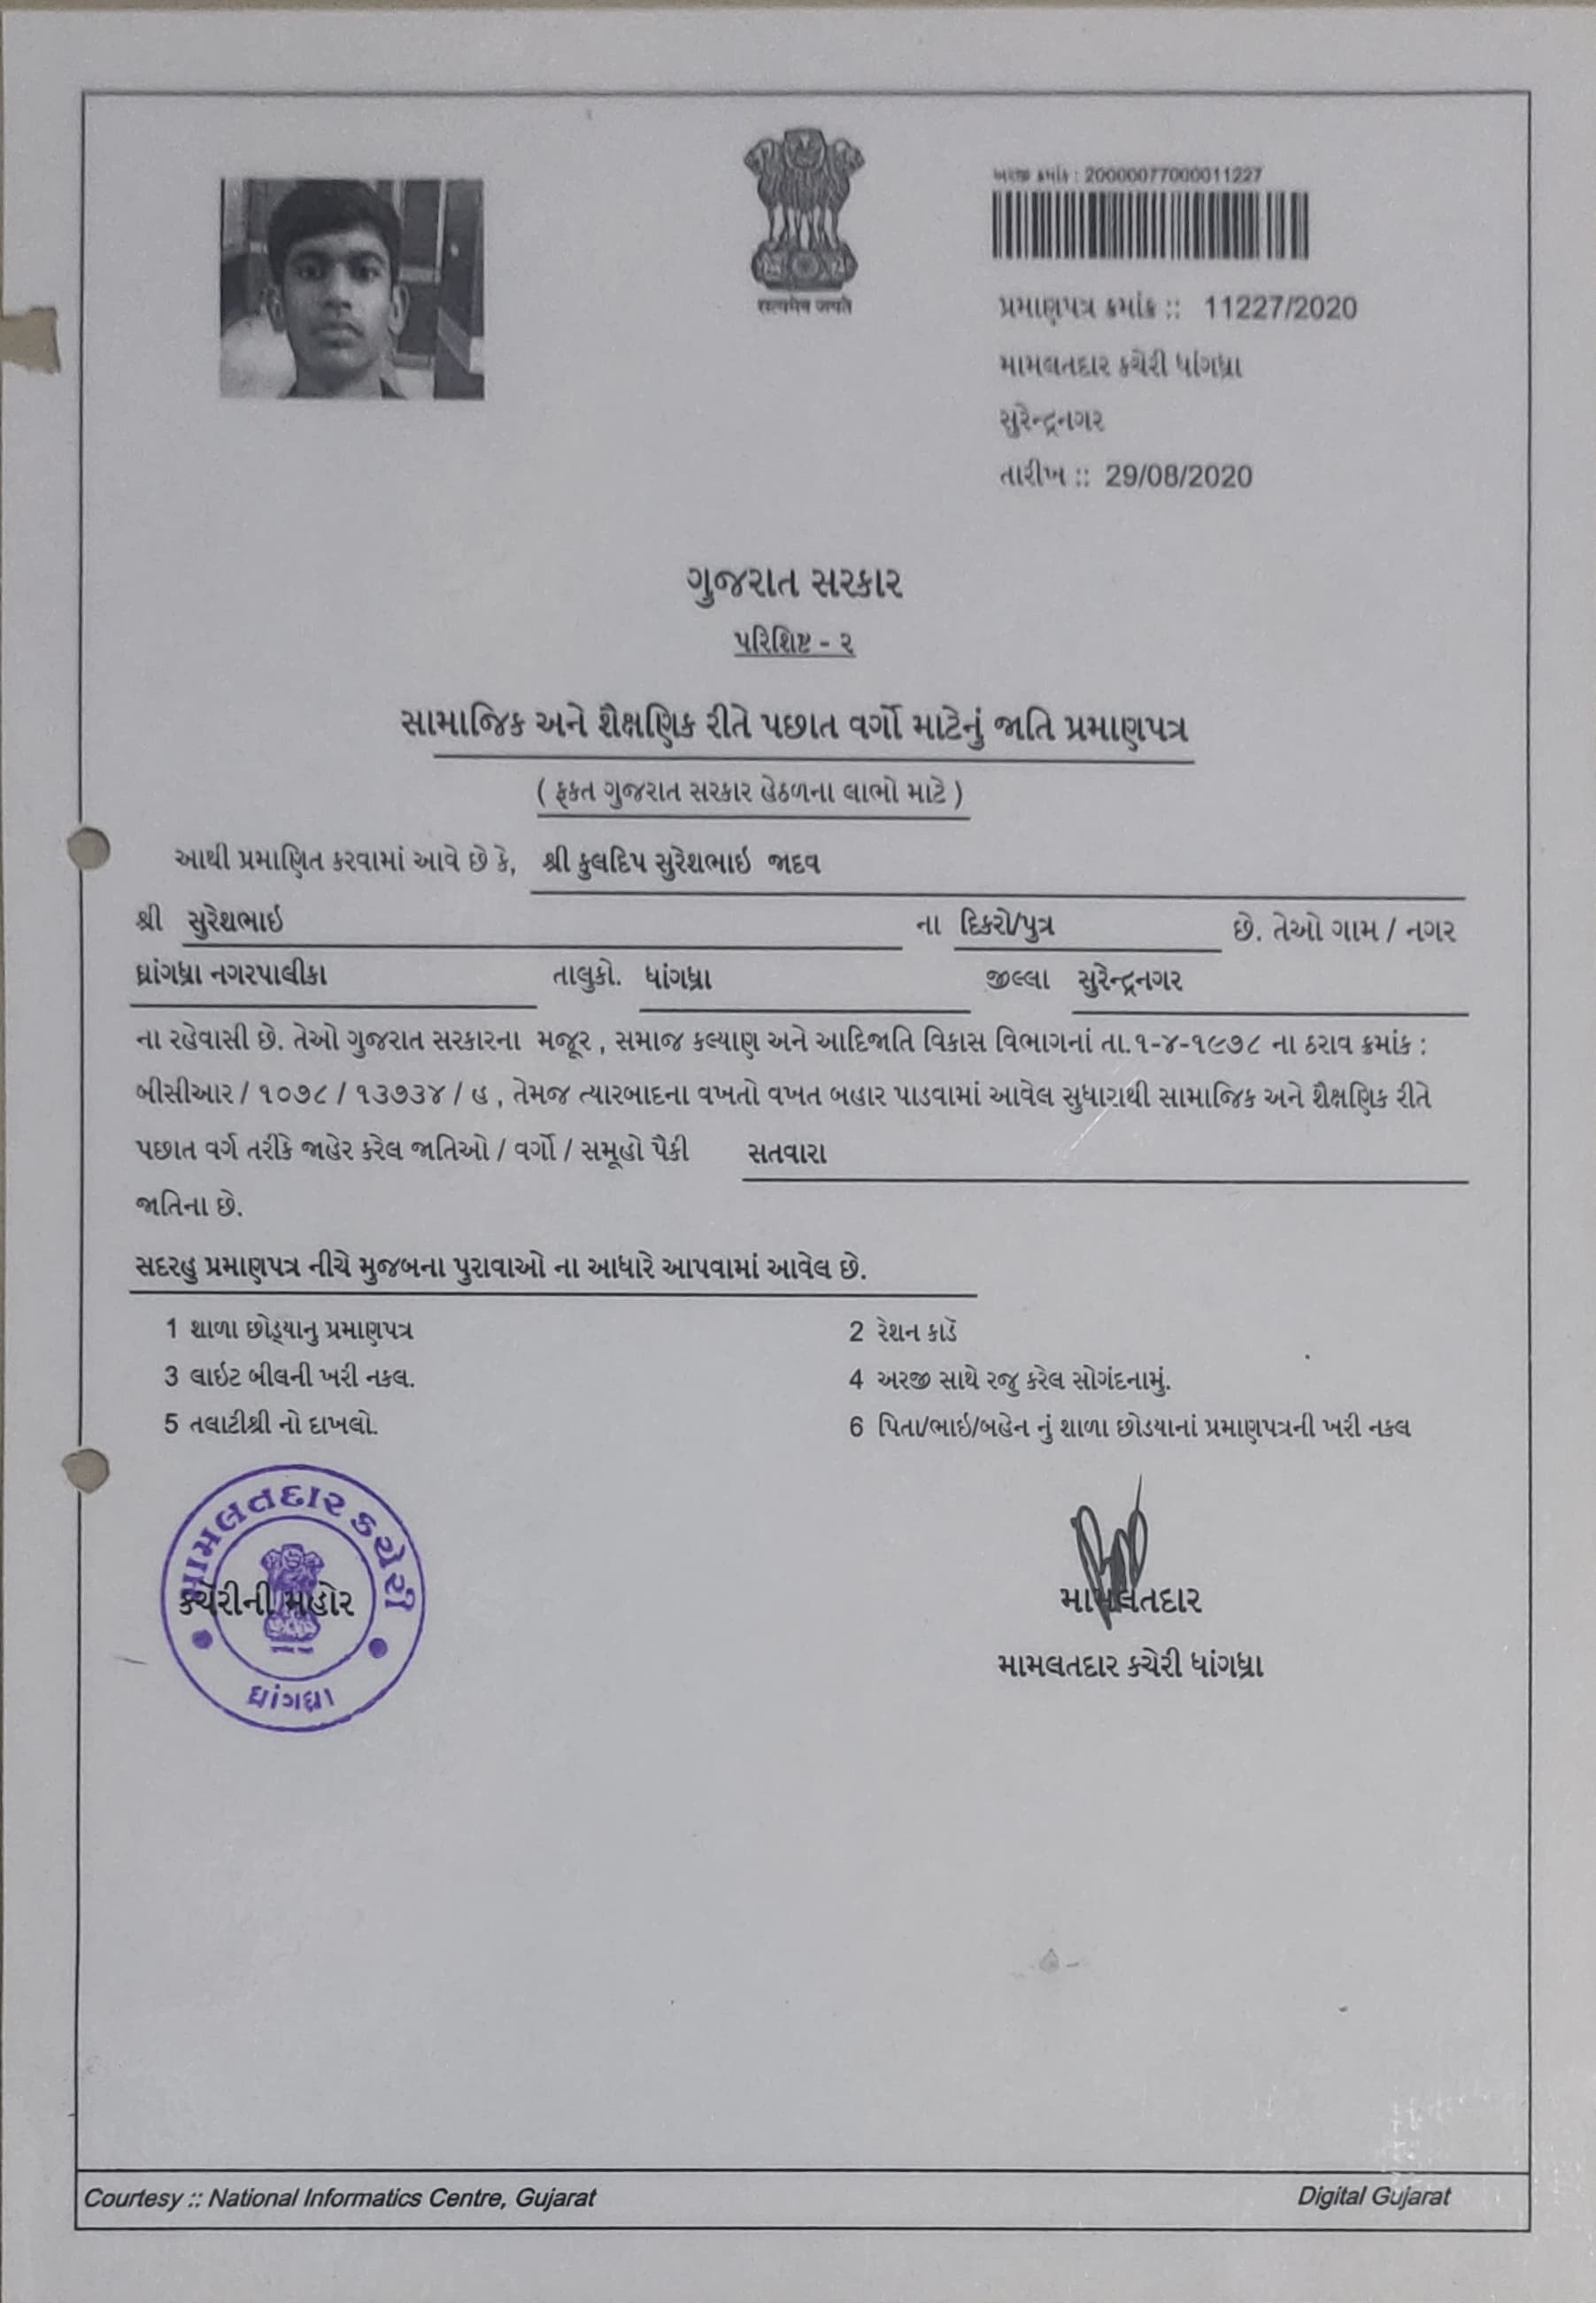 અરજી ક્રમાંક : 20000077000011227
सत्यमेव जयते
પ્રમાણપત્ર ક્રમાંક :: 11227/2020
મામલતદાર કચેરી ધાંગધ્રા
સુરેન્દ્રનગર
તારીખ :: 29/08/2020
ગુજરાત સરકાર
પરિશિષ્ટ - ૨
સામાજિક અને શૈક્ષણિક રીતે પછાત વર્ગો માટેનું જાતિ પ્રમાણપત્ર
( ફકત ગુજરાત સરકાર હેઠળના લાભો માટે )
આથી પ્રમાણિત કરવામાં આવે છે કે, શ્રી કુલદિપ સુરેશભાઇ જાદવ
શ્રી સુરેશભાઇ ના દિકરો/પુત્ર છે. તેઓ ગામ / નગર
ધ્રાંગધ્રા નગરપાલીકા તાલુકો. ધાંગધ્રા જીલ્લા સુરેન્દ્રનગર
ના રહેવાસી છે. તેઓ ગુજરાત સરકારના મજૂર , સમાજ કલ્યાણ અને આદિજાતિ વિકાસ વિભાગનાં તા.૧-૪-૧૯૭૮ ના ઠરાવ ક્રમાંક :
બીસીઆર / ૧૦૭૮ / ૧૩૭૩૪ / હ , તેમજ ત્યારબાદના વખતો વખત બહાર પાડવામાં આવેલ સુધારાથી સામાજિક અને શૈક્ષણિક રીતે
પછાત વર્ગ તરીકે જાહેર કરેલ જાતિઓ / વર્ગો / સમૂહો પૈકી સતવારા
જાતિના છે.
સદરહુ પ્રમાણપત્ર નીચે મુજબના પુરાવાઓ ના આધારે આપવામાં આવેલ છે.
1 શાળા છોડ્યાનુ પ્રમાણપત્ર 2 રેશન કાર્ડ
3 લાઇટ બીલની ખરી નકલ. 4 અરજી સાથે રજુ કરેલ સોગંદનામું.
5 તલાટીશ્રી નો દાખલો. 6 પિતા/ભાઇ/બહેન નું શાળા છોડયાનાં પ્રમાણપત્રની ખરી નકલ
મામલતદાર કચેરી
ધ્રાંગધ્રા
કચેરીની મહોર મામલતદાર
મામલતદાર કચેરી ધાંગધ્રા
Courtesy :: National Informatics Centre, Gujarat Digital Gujarat